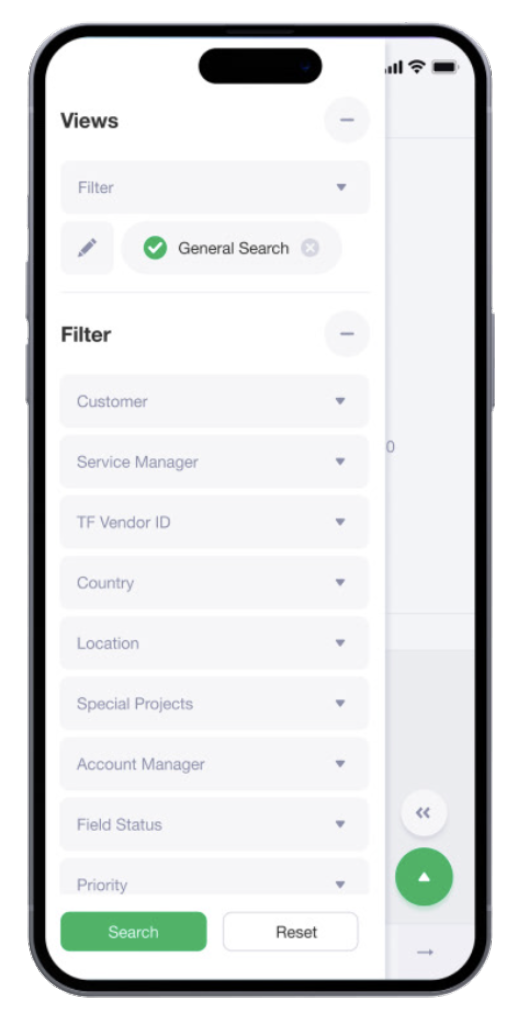 Views
Filter
General Search
Filter
Customer
Service Manager
0
TF Vendor ID
Country
Location
Special Projects
Account Manager
Field Status
Priority
Search
Reset